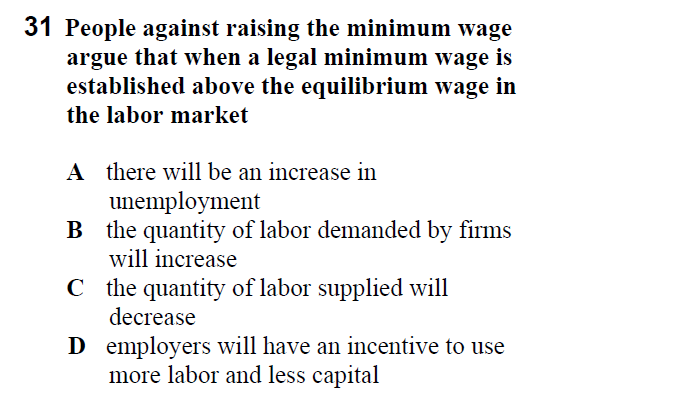 31 People against raising the minimum wage
argue that when a legal minimum wage is
established above the equilibrium wage in
the labor market
A there will be an increase in
unemployment
B the quantity of labor demanded by firms
will increase
C the quantity of labor supplied will
decrease
D employers will have an incentive to use
more labor and less capital